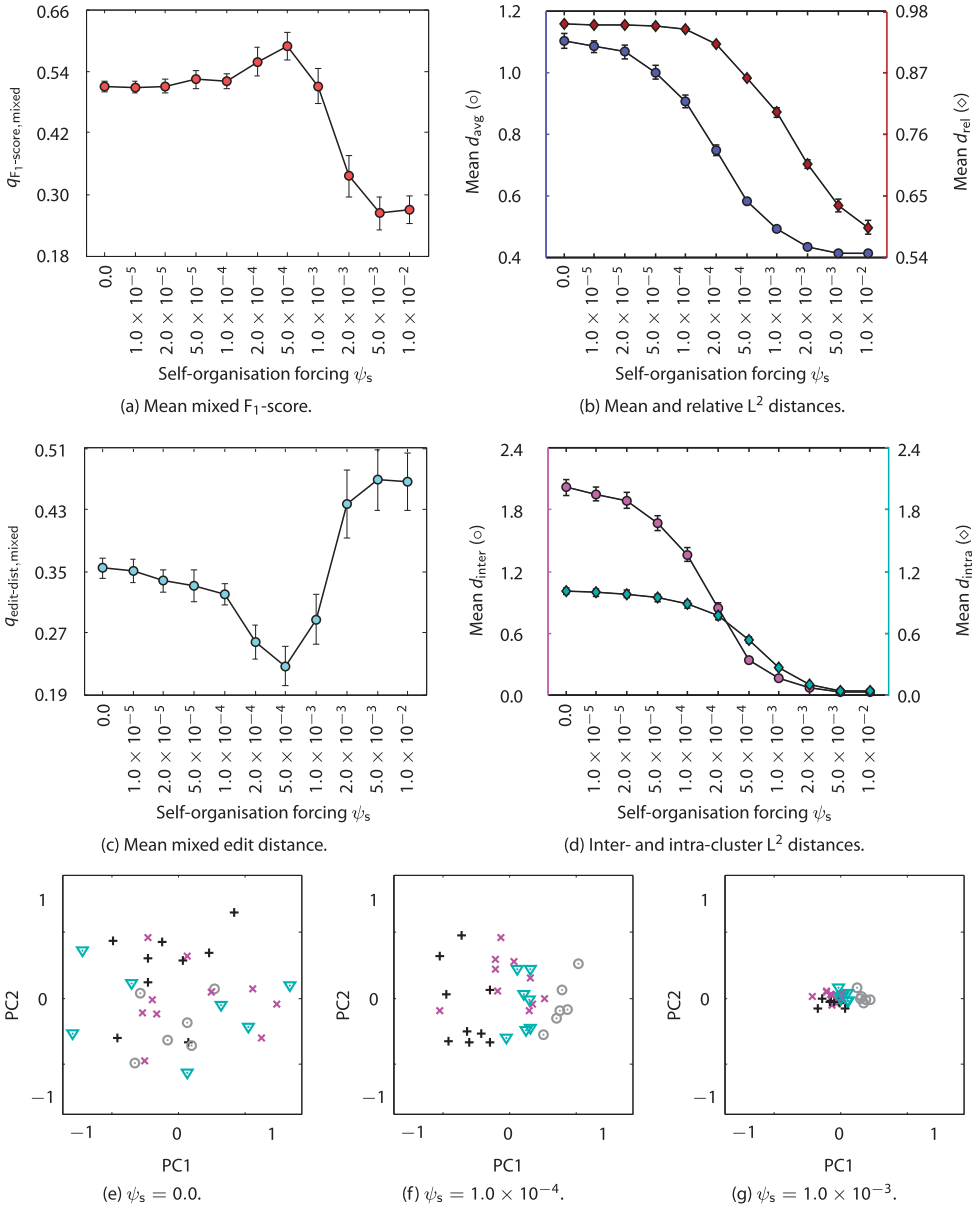 0.66
0.54
0.42
0.30
0.18
q_F₁-score,mixed
0.0
1.0 × 10⁻⁵
2.0 × 10⁻⁵
5.0 × 10⁻⁵
1.0 × 10⁻⁴
2.0 × 10⁻⁴
5.0 × 10⁻⁴
1.0 × 10⁻³
2.0 × 10⁻³
5.0 × 10⁻³
1.0 × 10⁻²
Self-organisation forcing ψₛ
(a) Mean mixed F₁-score.
1.2
1.0
0.8
0.6
0.4
Mean d_avg (○)
0.98
0.87
0.76
0.65
0.54
Mean d_rel (◇)
0.0
1.0 × 10⁻⁵
2.0 × 10⁻⁵
5.0 × 10⁻⁵
1.0 × 10⁻⁴
2.0 × 10⁻⁴
5.0 × 10⁻⁴
1.0 × 10⁻³
2.0 × 10⁻³
5.0 × 10⁻³
1.0 × 10⁻²
Self-organisation forcing ψₛ
(b) Mean and relative L² distances.
0.51
0.43
0.35
0.27
0.19
q_edit-dist,mixed
0.0
1.0 × 10⁻⁵
2.0 × 10⁻⁵
5.0 × 10⁻⁵
1.0 × 10⁻⁴
2.0 × 10⁻⁴
5.0 × 10⁻⁴
1.0 × 10⁻³
2.0 × 10⁻³
5.0 × 10⁻³
1.0 × 10⁻²
Self-organisation forcing ψₛ
(c) Mean mixed edit distance.
2.4
1.8
1.2
0.6
0.0
Mean d_inter (○)
2.4
1.8
1.2
0.6
0.0
Mean d_intra (◇)
0.0
1.0 × 10⁻⁵
2.0 × 10⁻⁵
5.0 × 10⁻⁵
1.0 × 10⁻⁴
2.0 × 10⁻⁴
5.0 × 10⁻⁴
1.0 × 10⁻³
2.0 × 10⁻³
5.0 × 10⁻³
1.0 × 10⁻²
Self-organisation forcing ψₛ
(d) Inter- and intra-cluster L² distances.
1
0
−1
PC2
−1 0 1
PC1
(e) ψₛ = 0.0.
1
0
−1
PC2
−1 0 1
PC1
(f) ψₛ = 1.0 × 10⁻⁴.
1
0
−1
PC2
−1 0 1
PC1
(g) ψₛ = 1.0 × 10⁻³.